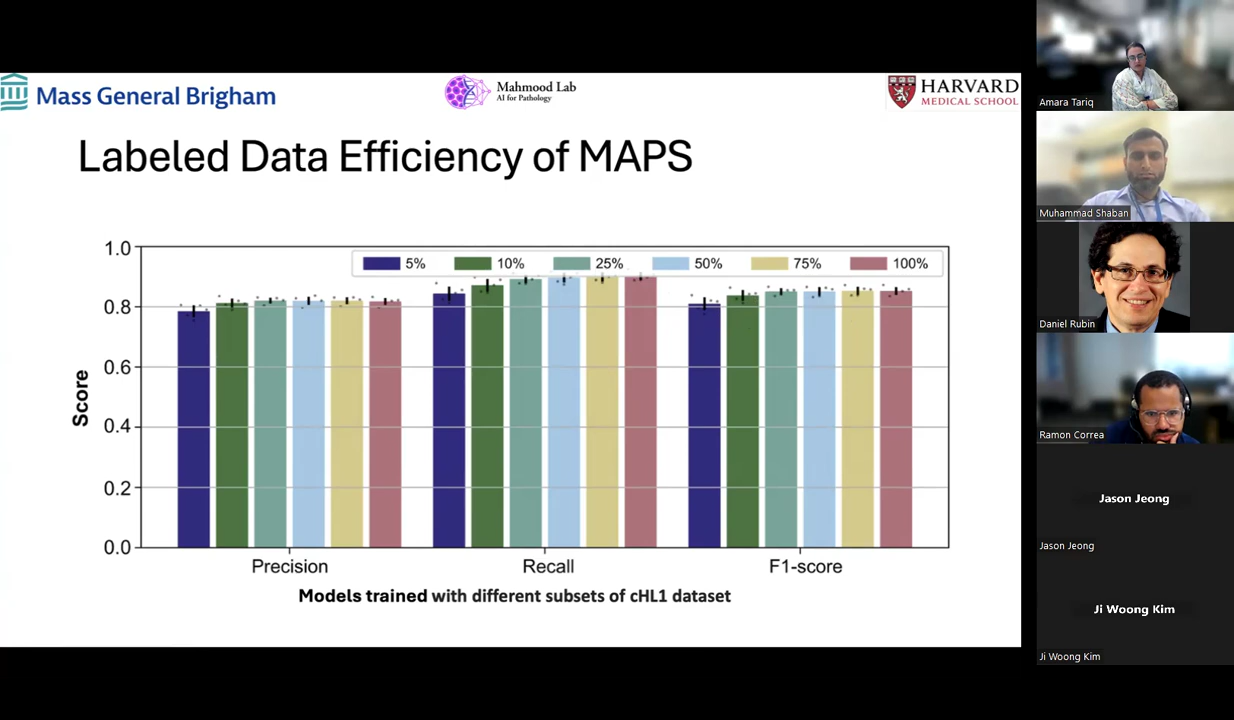 Mass General Brigham
Mahmood Lab
AI for Pathology
HARVARD
MEDICAL SCHOOL
Labeled Data Efficiency of MAPS
1.0
0.8
0.6
0.4
0.2
0.0
Score
5% 10% 25% 50% 75% 100%
Precision Recall F1-score
Models trained with different subsets of cHL1 dataset
Amara Tariq
Muhammad Shaban
Daniel Rubin
Ramon Correa
Jason Jeong
Jason Jeong
Ji Woong Kim
Ji Woong Kim